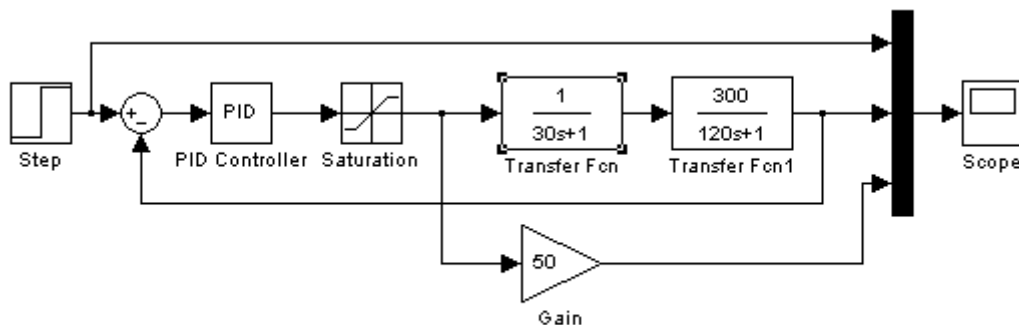 Step
+
−
PID
PID Controller
Saturation
1
30s+1
Transfer Fcn
300
120s+1
Transfer Fcn1
Scope
50
Gain